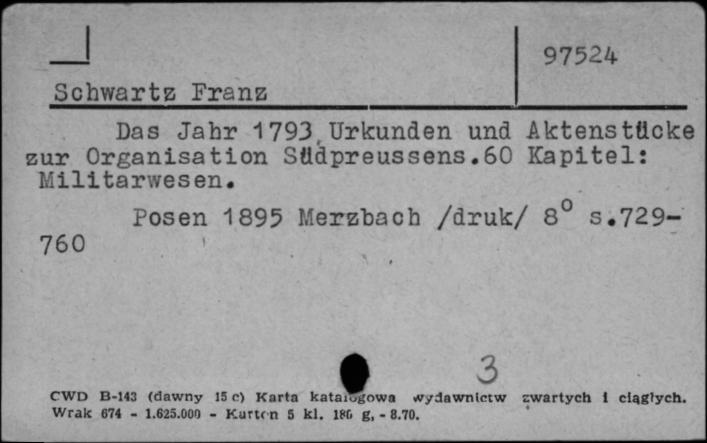 97524
Schwartz Franz
Das Jahr 1793 Urkunden und Aktenstücke
zur Organisation Südpreussens.60 Kapitel:
Militarwesen.
Posen 1895 Merzbach /druk/ 8° s.729-
760
3
CWD B-143 (dawny 15 c) Karta katalogowa wydawnictw zwartych i ciągłych.
Wrak 674 - 1.625.000 - Karton 5 kl. 180 g, - 8.70.